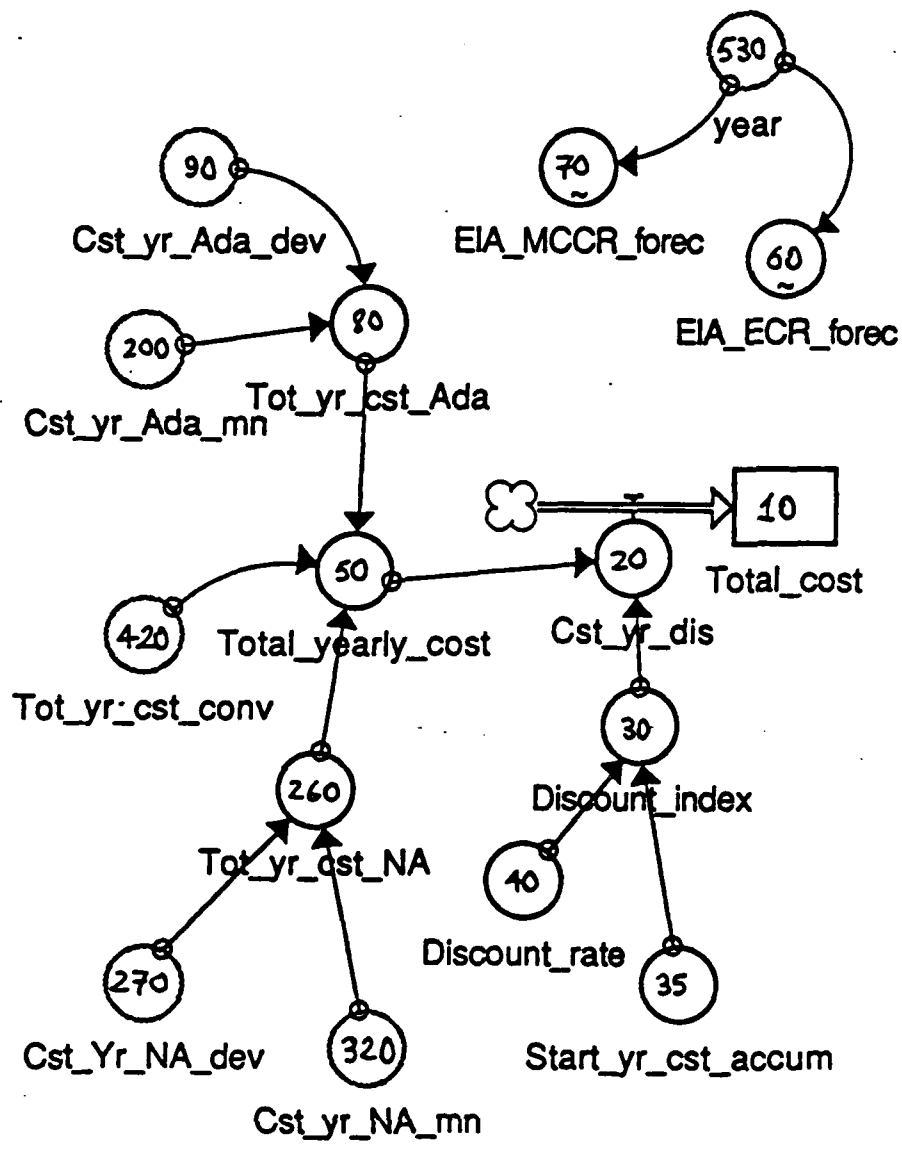 530
year
90
70
~
Cst_yr_Ada_dev
EIA_MCCR_forec
60
~
80
200
EIA_ECR_forec
Tot_yr_cst_Ada
Cst_yr_Ada_mn
10
50
20
Total_cost
420
Total_yearly_cost
Cst_yr_dis
Tot_yr_cst_conv
30
260
Discount_index
Tot_yr_cst_NA
40
Discount_rate
270
35
320
Cst_Yr_NA_dev
Start_yr_cst_accum
Cst_yr_NA_mn